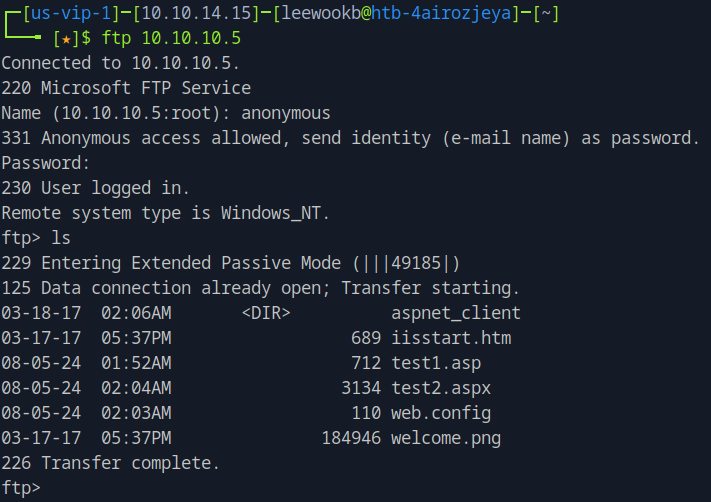 ┌─[us-vip-1]─[10.10.14.15]─[leewookb@htb-4airozjeya]─[~]
└──╼ [★]$ ftp 10.10.10.5
Connected to 10.10.10.5.
220 Microsoft FTP Service
Name (10.10.10.5:root): anonymous
331 Anonymous access allowed, send identity (e-mail name) as password.
Password:
230 User logged in.
Remote system type is Windows_NT.
ftp> ls
229 Entering Extended Passive Mode (|||49185|)
125 Data connection already open; Transfer starting.
03-18-17  02:06AM       <DIR>          aspnet_client
03-17-17  05:37PM                  689 iisstart.htm
08-05-24  01:52AM                  712 test1.asp
08-05-24  02:04AM                 3134 test2.aspx
08-05-24  02:03AM                  110 web.config
03-17-17  05:37PM               184946 welcome.png
226 Transfer complete.
ftp>